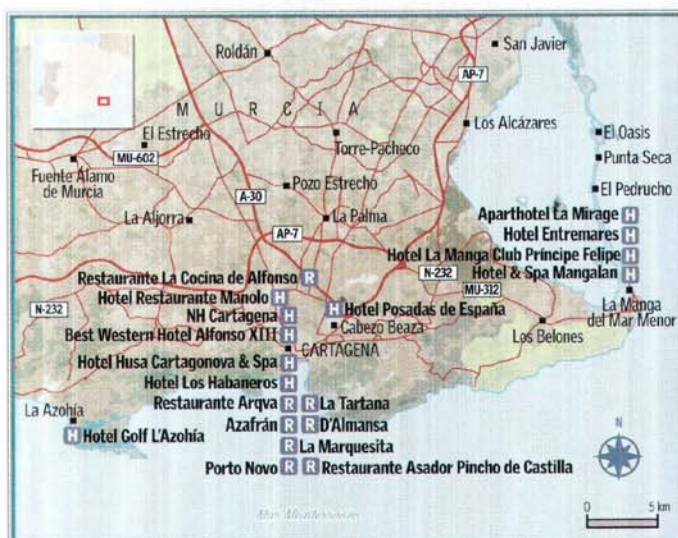 San Javier
Roldán
AP-7
M U R C I A
Los Alcázares
El Oasis
El Estrecho
Torre-Pacheco
MU-602
Punta Seca
Fuente Álamo
de Murcia
Pozo Estrecho
El Pedrucho
A-30
La Aljorra
La Palma
Aparthotel La Mirage H
AP-7
Hotel Entremares H
Hotel La Manga Club Príncipe Felipe H
Restaurante La Cocina de Alfonso R
N-232
Hotel & Spa Mangalan H
MU-312
Hotel Restaurante Manolo H
La Manga
del Mar Menor
N-232
NH Cartagena H
H Hotel Posadas de España
Cabezo Beaza
Best Western Hotel Alfonso XIII H
Los Belones
CARTAGENA
Hotel Husa Cartagonova & Spa H
Hotel Los Habaneros H
Restaurante Arqva R R La Tartana
La Azohía
Azafrán R R D'Almansa
H Hotel Golf L'Azohía
R La Marquesita
N
Porto Novo R R Restaurante Asador Pincho de Castilla
0 5 km